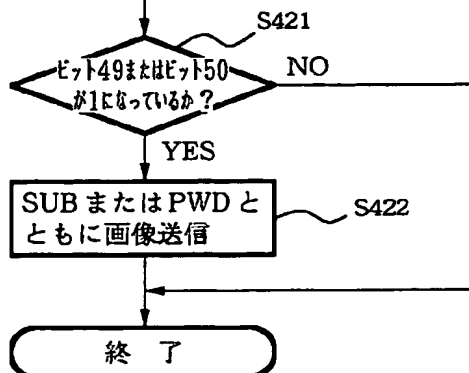 S421
ビット49またはビット50
が1になっているか？
NO
YES
SUBまたはPWDと
ともに画像送信
S422
終 了